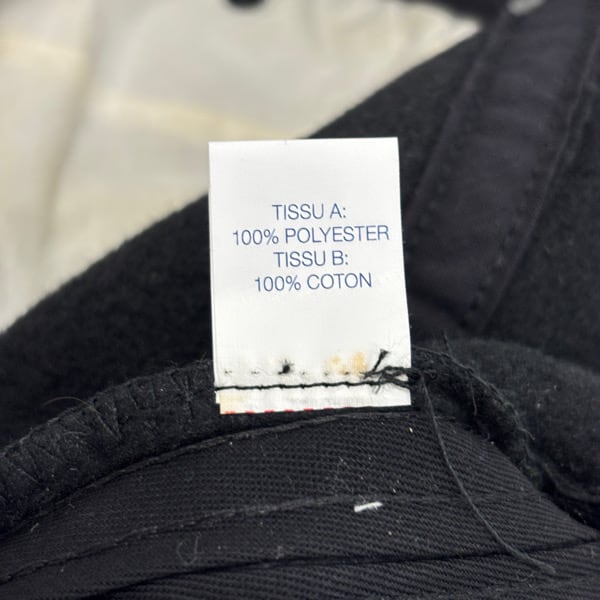 TISSU A:
100% POLYESTER
TISSU B:
100% COTON